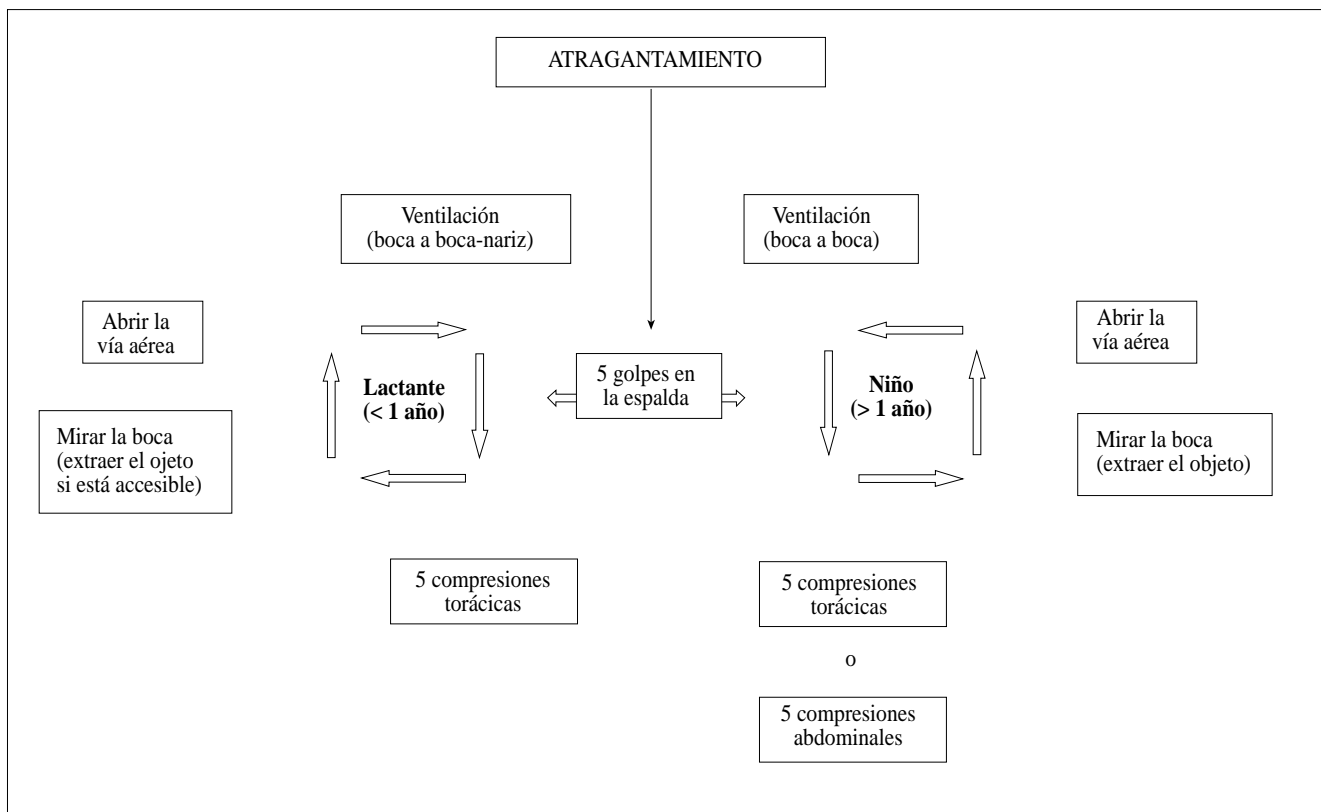 ATRAGANTAMIENTO
Ventilación
(boca a boca-nariz)
Ventilación
(boca a boca)
Abrir la
vía aérea
Abrir la
vía aérea
5 golpes en
la espalda
Lactante
(< 1 año)
Niño
(> 1 año)
Mirar la boca
(extraer el ojeto
si está accesible)
Mirar la boca
(extraer el objeto)
5 compresiones
torácicas
5 compresiones
torácicas
o
5 compresiones
abdominales